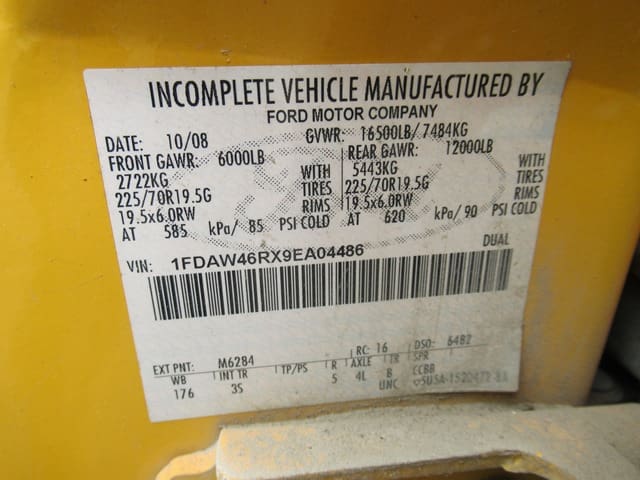 INCOMPLETE VEHICLE MANUFACTURED BY
FORD MOTOR COMPANY
DATE: 10/08 GVWR: 16500LB/ 7484KG
FRONT GAWR: 6000LB REAR GAWR: 12000LB
2722KG WITH 5443KG WITH
225/70R19.5G TIRES 225/70R19.5G TIRES
19.5x6.0RW RIMS 19.5x6.0RW RIMS
AT 585 kPa/ 85 PSI COLD AT 620 kPa/ 90 PSI COLD
VIN: 1FDAW46RX9EA04486 DUAL
EXT PNT: M6284 RC: 16 DSO: 6482
WB INT TR TP/PS R AXLE TR SPR
176 3S 5 4L B CCBB
UNC